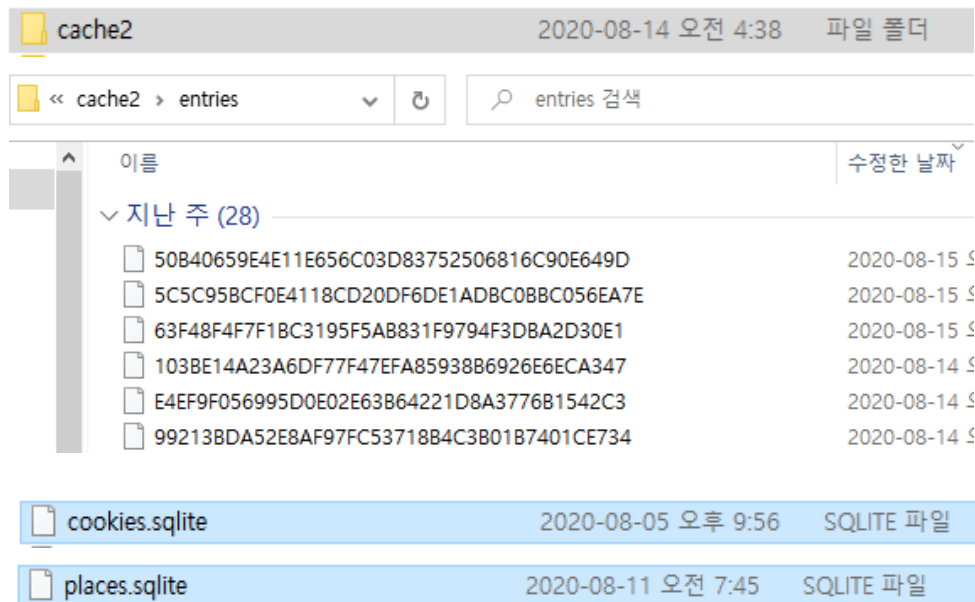 cache2 2020-08-14 오전 4:38 파일 폴더
« cache2 › entries entries 검색
이름 수정한 날짜
지난 주 (28)
50B40659E4E11E656C03D83752506816C90E649D 2020-08-15
5C5C95BCF0E4118CD20DF6DE1ADBC0BBC056EA7E 2020-08-15
63F48F4F7F1BC3195F5AB831F9794F3DBA2D30E1 2020-08-15
103BE14A23A6DF77F47EFA85938B6926E6ECA347 2020-08-14
E4EF9F056995D0E02E63B64221D8A3776B1542C3 2020-08-14
99213BDA52E8AF97FC53718B4C3B01B7401CE734 2020-08-14
cookies.sqlite 2020-08-05 오후 9:56 SQLITE 파일
places.sqlite 2020-08-11 오전 7:45 SQLITE 파일